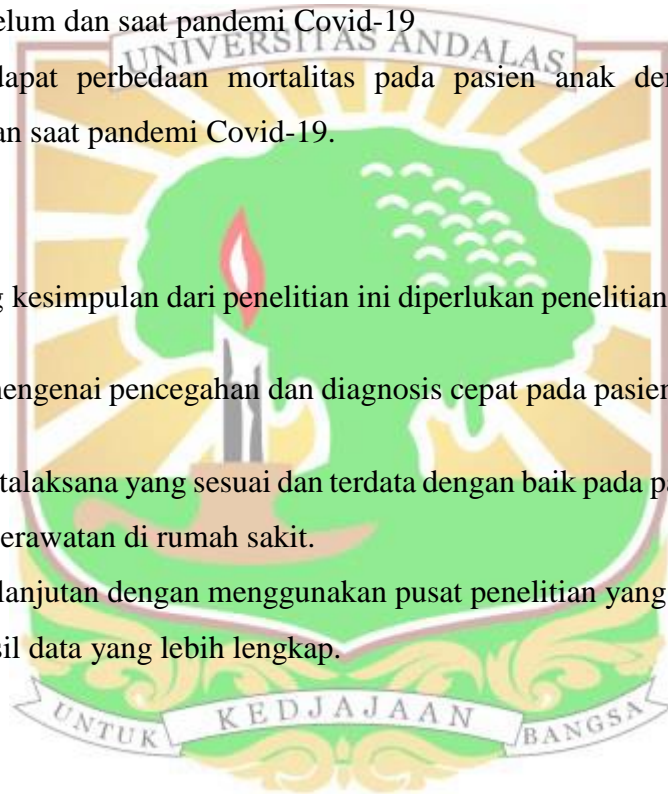 elum dan saat pandemi Covid-19
UNIVERSITAS ANDALAS
dapat perbedaan mortalitas pada pasien anak de
an saat pandemi Covid-19.
g kesimpulan dari penelitian ini diperlukan penelitian
mengenai pencegahan dan diagnosis cepat pada pasien
talaksana yang sesuai dan terdata dengan baik pada pa
erawatan di rumah sakit.
lanjutan dengan menggunakan pusat penelitian yang
sil data yang lebih lengkap.
UNTUK KEDJAJAAN BANGSA